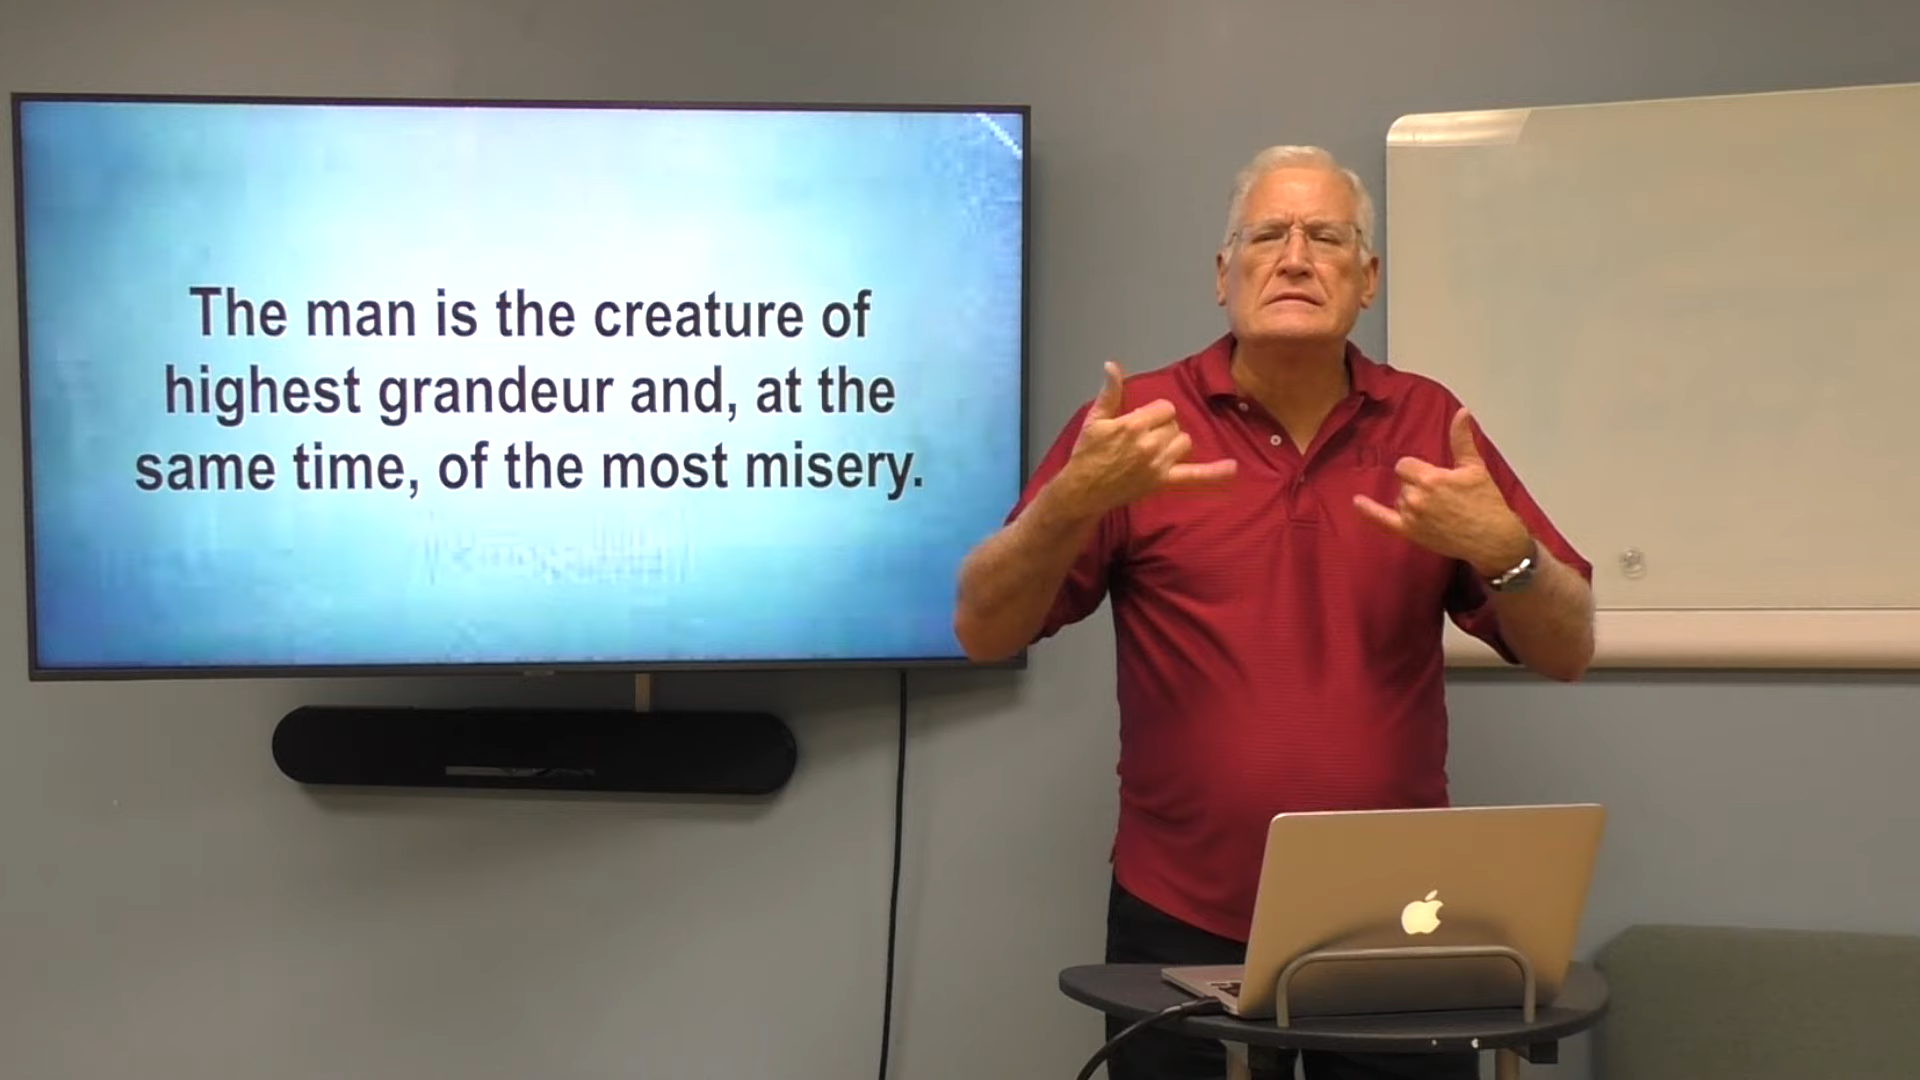 The man is the creature of
highest grandeur and, at the
same time, of the most misery.